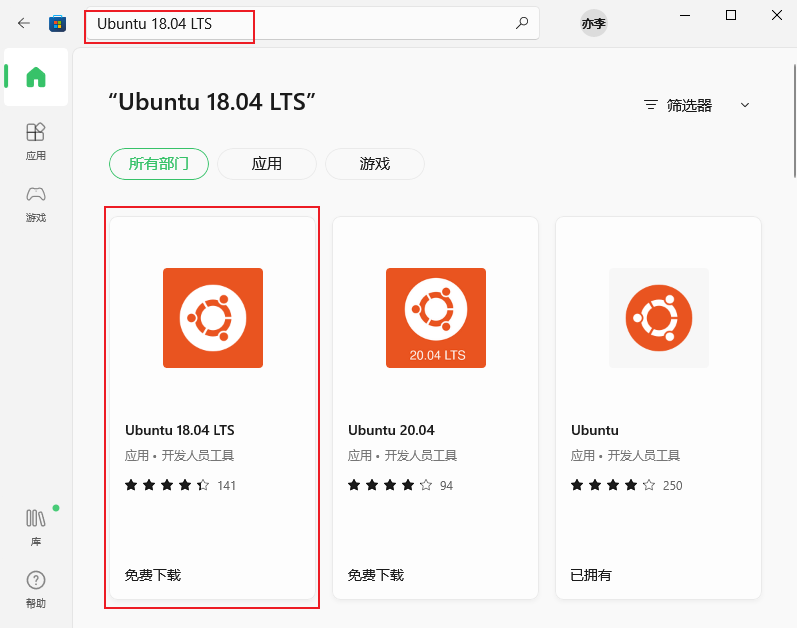 Ubuntu 18.04 LTS
亦李
“Ubuntu 18.04 LTS”
筛选器
所有部门
应用
游戏
应用
游戏
20.04 LTS
Ubuntu 18.04 LTS
应用 • 开发人员工具
141
免费下载
Ubuntu 20.04
应用 • 开发人员工具
94
免费下载
Ubuntu
应用 • 开发人员工具
250
已拥有
库
帮助